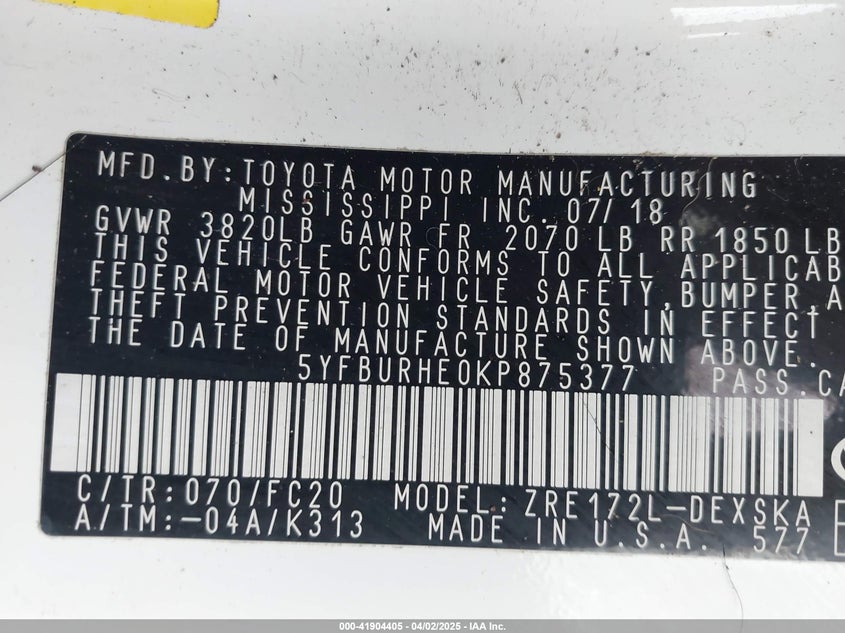 MFD.BY:TOYOTA MOTOR MANUFACTURING
MISSISSIPPI INC. 07/18
GVWR 3820LB GAWR FR 2070 LB RR 1850 LB
THIS VEHICLE CONFORMS TO ALL APPLICAB
FEDERAL MOTOR VEHICLE SAFETY,BUMPER,A
THEFT PREVENTION STANDARDS IN EFFECT
THE DATE OF MANUFACTURE SHOWN ABOVE.
5YFBURHE0KP875377 PASS.CA
C/TR:070/FC20 MODEL: ZRE172L-DEXSKA
A/TM:-04A/K313 MADE IN U.S.A. 577
000-41904405 - 04/02/2025 - IAA Inc.